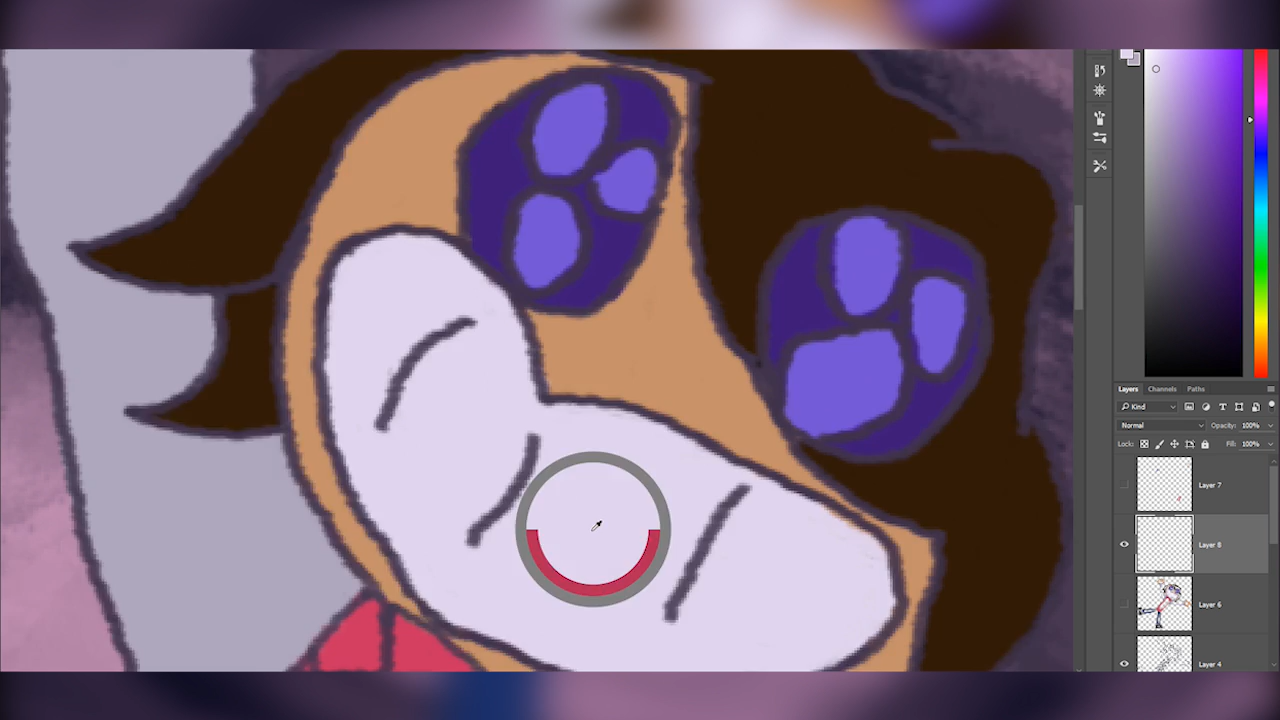 Layers Channels Paths
Kind
Normal Opacity: 100%
Lock: Fill: 100%
Layer 7
Layer 8
Layer 6
Layer 4